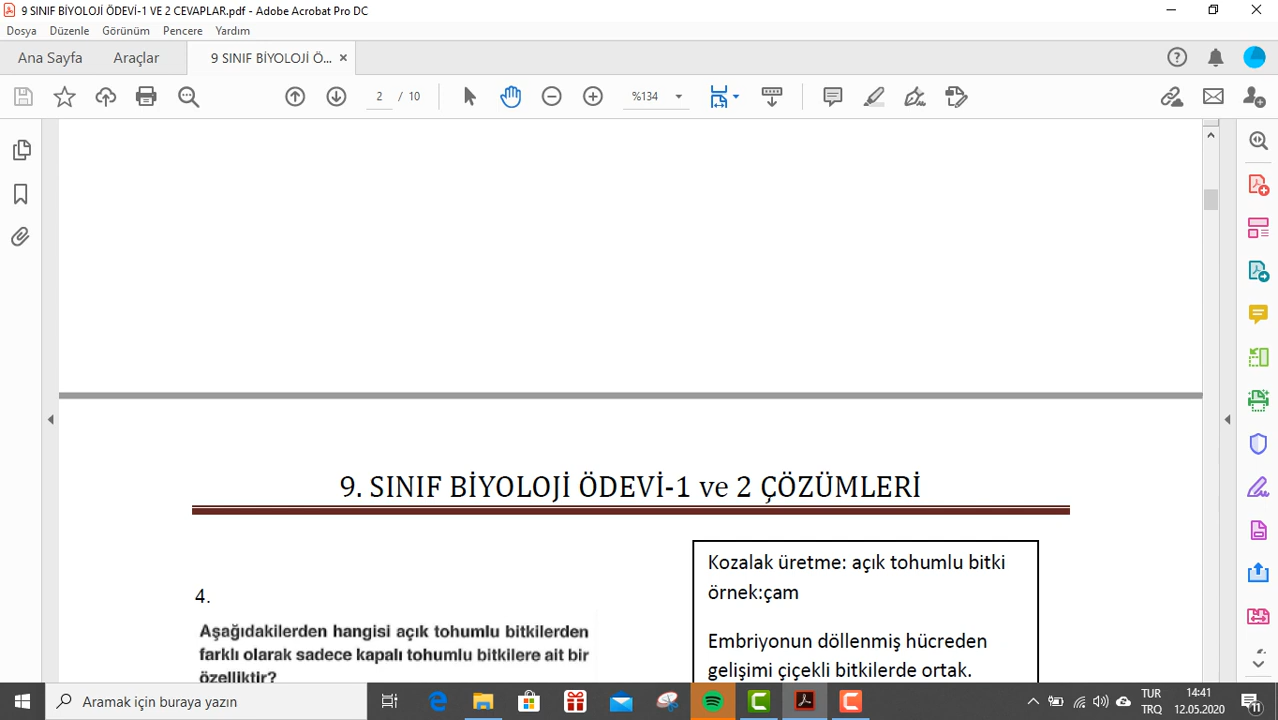 9 SINIF BİYOLOJİ ÖDEVİ-1 VE 2 CEVAPLAR.pdf - Adobe Acrobat Pro DC
Dosya Düzenle Görünüm Pencere Yardım
Ana Sayfa Araçlar 9 SINIF BİYOLOJİ Ö...
2 / 10 %134
9. SINIF BİYOLOJİ ÖDEVİ-1 ve 2 ÇÖZÜMLERİ
4.
Aşağıdakilerden hangisi açık tohumlu bitkilerden
farklı olarak sadece kapalı tohumlu bitkilere ait bir
özelliktir?
Kozalak üretme: açık tohumlu bitki
örnek:çam
Embriyonun döllenmiş hücreden
gelişimi çiçekli bitkilerde ortak.
Aramak için buraya yazın
TUR 14:41
TRQ 12.05.2020
11